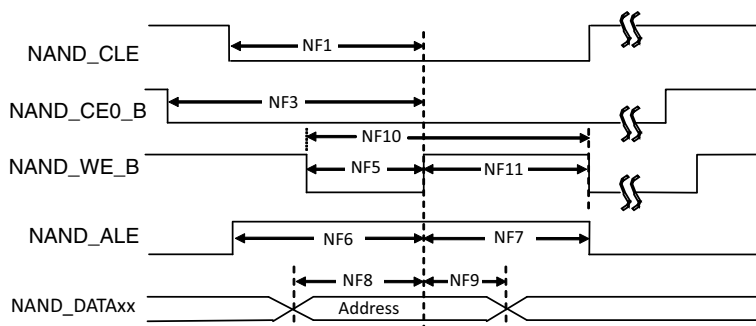 NAND_CLE
NF1
NAND_CE0_B
NF3
NF10
NAND_WE_B
NF5
NF11
NAND_ALE
NF6
NF7
NF8
NF9
NAND_DATAxx
Address